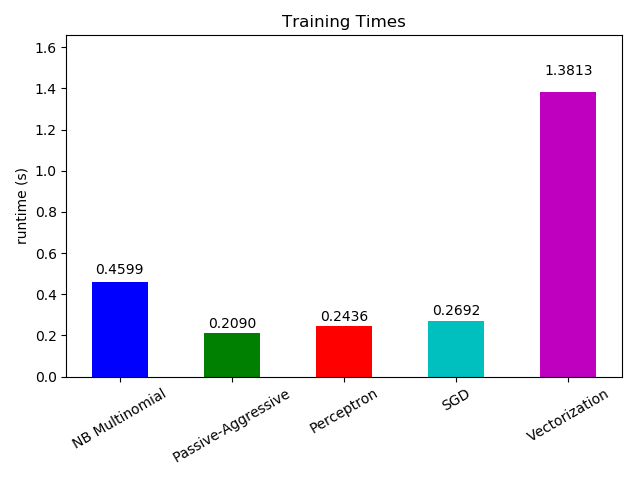 Training Times
runtime (s)
1.6
1.4
1.2
1.0
0.8
0.6
0.4
0.2
0.0
0.4599
0.2090
0.2436
0.2692
1.3813
NB Multinomial
Passive-Aggressive
Perceptron
SGD
Vectorization